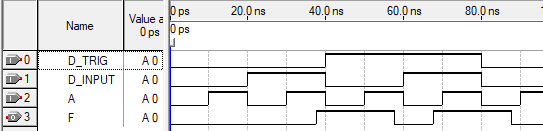 Name
Value a
0 ps
0 ps
20.0 ns
40.0 ns
60.0 ns
80.0 ns
0 ps
0
D_TRIG
A 0
1
D_INPUT
A 0
2
A
A 0
3
F
A 0